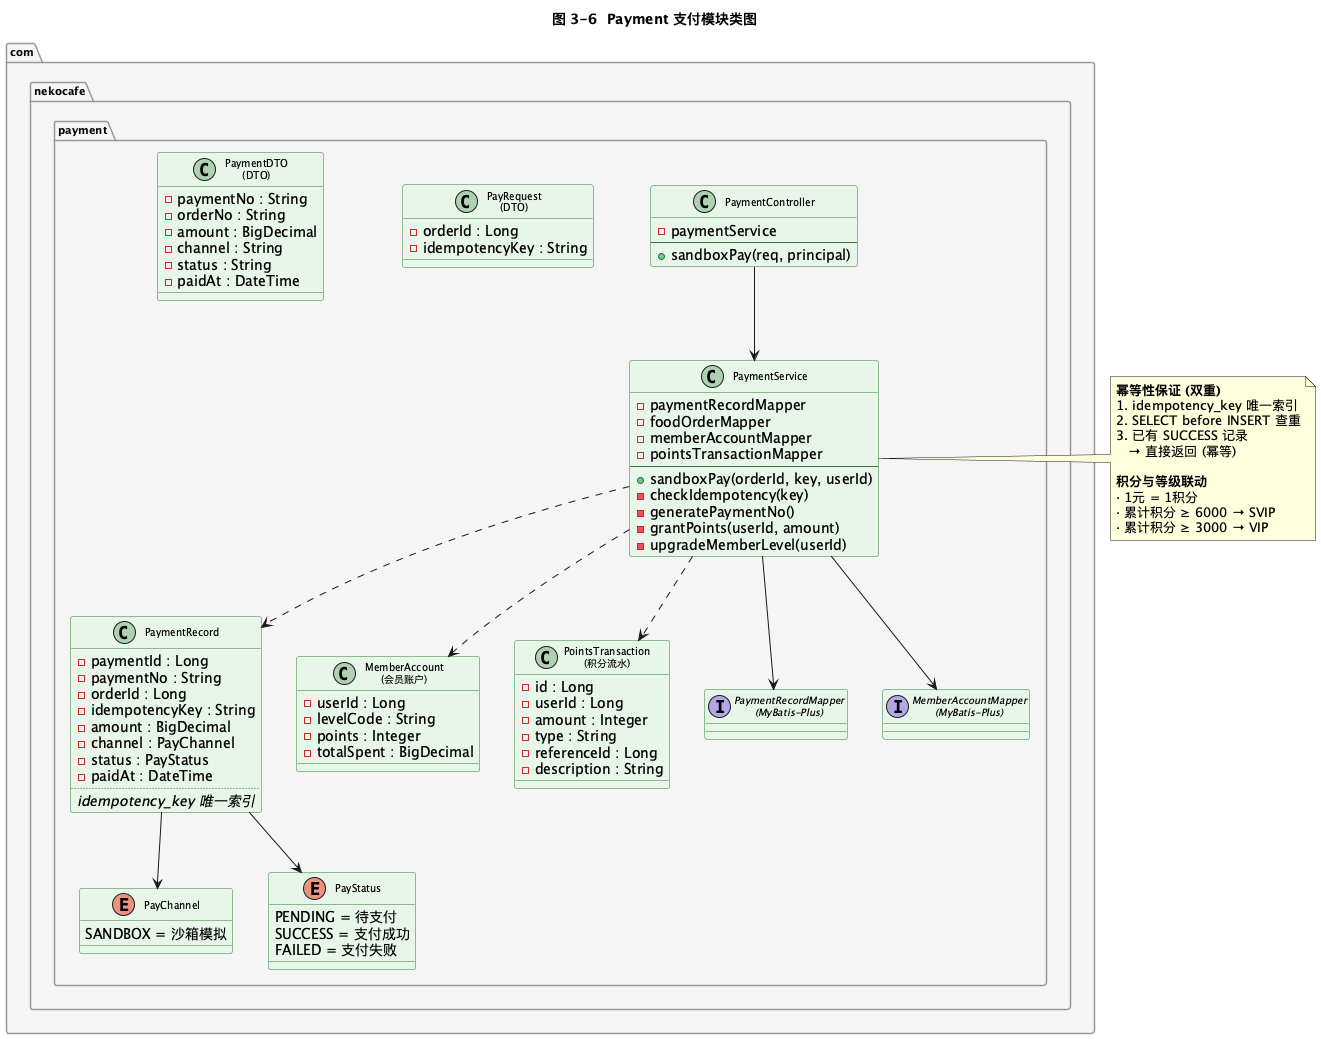 图 3-6  Payment 支付模块类图
com
nekocafe
payment
C
PaymentDTO
(DTO)
paymentNo : String
orderNo : String
amount : BigDecimal
channel : String
status : String
paidAt : DateTime
C
PayRequest
(DTO)
orderId : Long
idempotencyKey : String
C
PaymentController
paymentService
sandboxPay(req, principal)
C
PaymentService
paymentRecordMapper
foodOrderMapper
memberAccountMapper
pointsTransactionMapper
sandboxPay(orderId, key, userId)
checkIdempotency(key)
generatePaymentNo()
grantPoints(userId, amount)
upgradeMemberLevel(userId)
幂等性保证 (双重)
1. idempotency_key 唯一索引
2. SELECT before INSERT 查重
3. 已有 SUCCESS 记录
→ 直接返回 (幂等)
积分与等级联动
· 1元 = 1积分
· 累计积分 ≥ 6000 → SVIP
· 累计积分 ≥ 3000 → VIP
C
PaymentRecord
paymentId : Long
paymentNo : String
orderId : Long
idempotencyKey : String
amount : BigDecimal
channel : PayChannel
status : PayStatus
paidAt : DateTime
idempotency_key 唯一索引
C
MemberAccount
(会员账户)
userId : Long
levelCode : String
points : Integer
totalSpent : BigDecimal
C
PointsTransaction
(积分流水)
id : Long
userId : Long
amount : Integer
type : String
referenceId : Long
description : String
I
PaymentRecordMapper
(MyBatis-Plus)
I
MemberAccountMapper
(MyBatis-Plus)
E
PayChannel
SANDBOX = 沙箱模拟
E
PayStatus
PENDING = 待支付
SUCCESS = 支付成功
FAILED = 支付失败